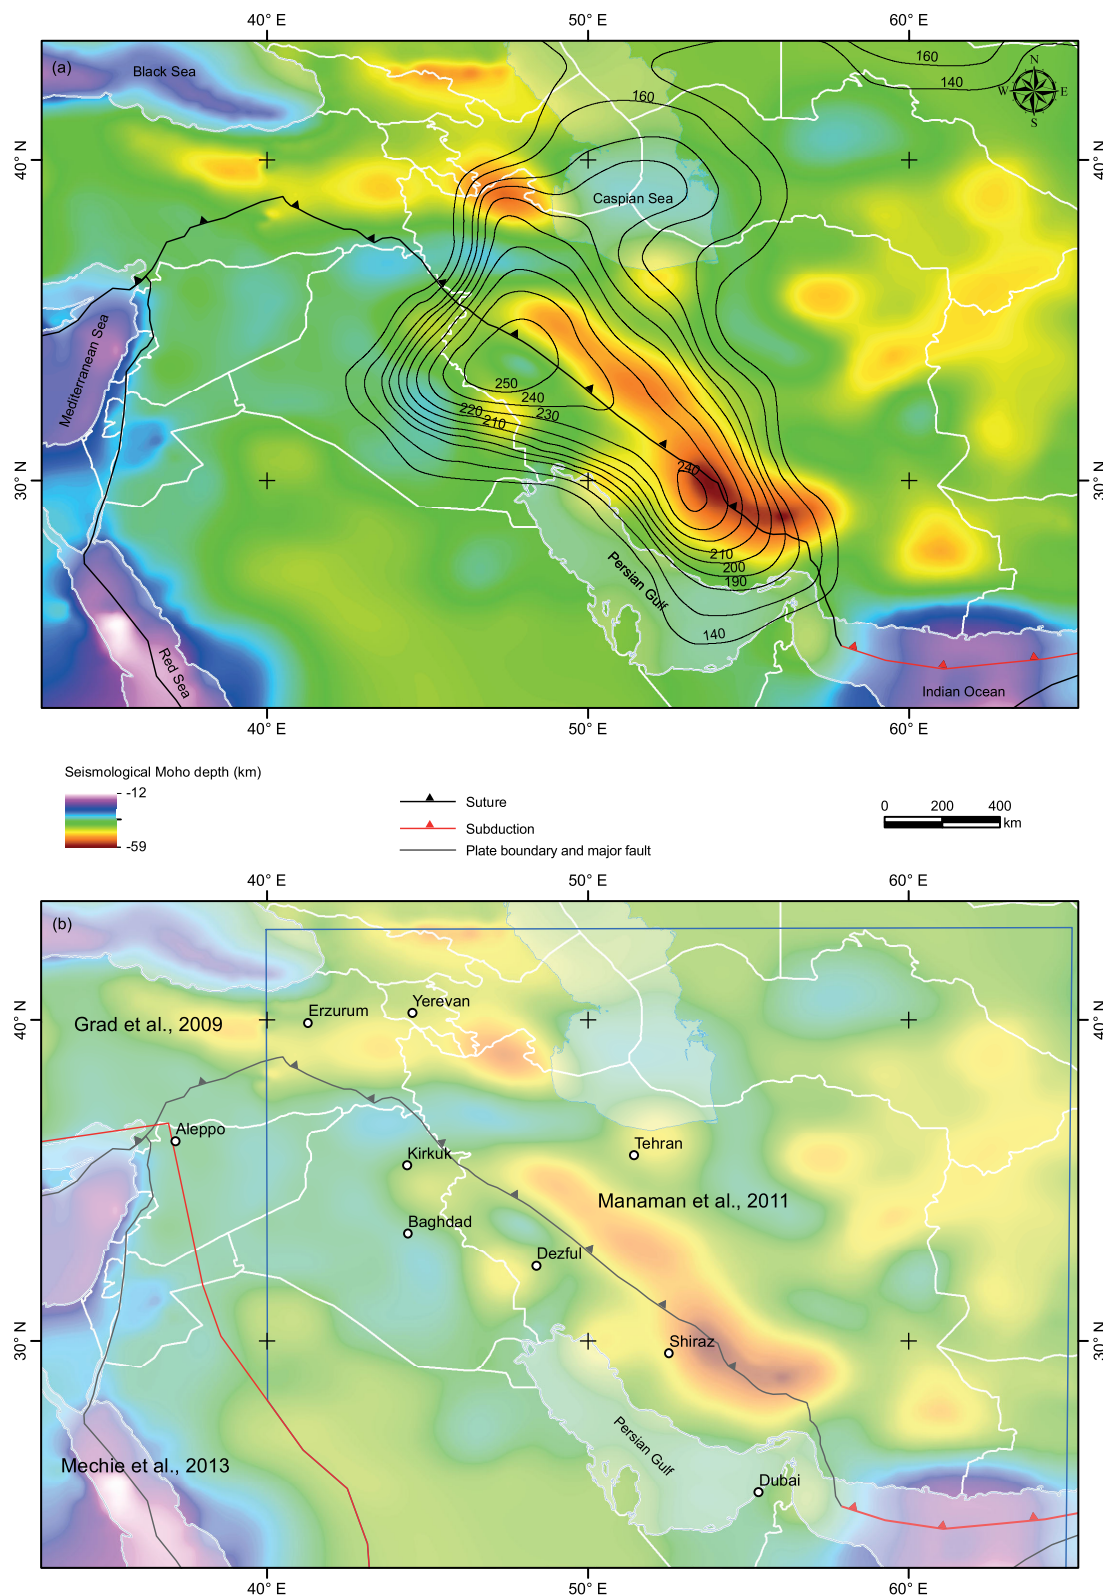 40° E
50° E
60° E
(a)
Black Sea
160
160
140
N
W
E
S
40° N
40° N
Caspian Sea
Mediterranean Sea
250
240
230
220
210
240
30° N
30° N
210
200
190
140
Persian Gulf
Red Sea
Indian Ocean
40° E
50° E
60° E
Seismological Moho depth (km)
-12
-59
Suture
Subduction
Plate boundary and major fault
0
200
400
km
40° E
50° E
60° E
(b)
Grad et al., 2009
Erzurum
Yerevan
40° N
40° N
Aleppo
Kirkuk
Tehran
Manaman et al., 2011
Baghdad
Dezful
30° N
30° N
Shiraz
Persian Gulf
Mechie et al., 2013
Dubai
40° E
50° E
60° E